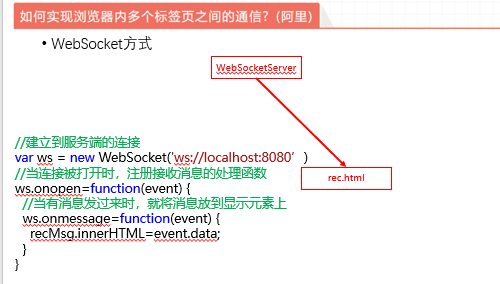 如何实现浏览器内多个标签页之间的通信？(阿里)
• WebSocket方式
WebSocketServer
//建立到服务端的连接
var ws = new WebSocket('ws://localhost:8080’ )
//当连接被打开时，注册接收消息的处理函数
ws.onopen=function(event) {
//当有消息发过来时，就将消息放到显示元素上
ws.onmessage=function(event) {
recMsg.innerHTML=event.data;
}
}
rec.html